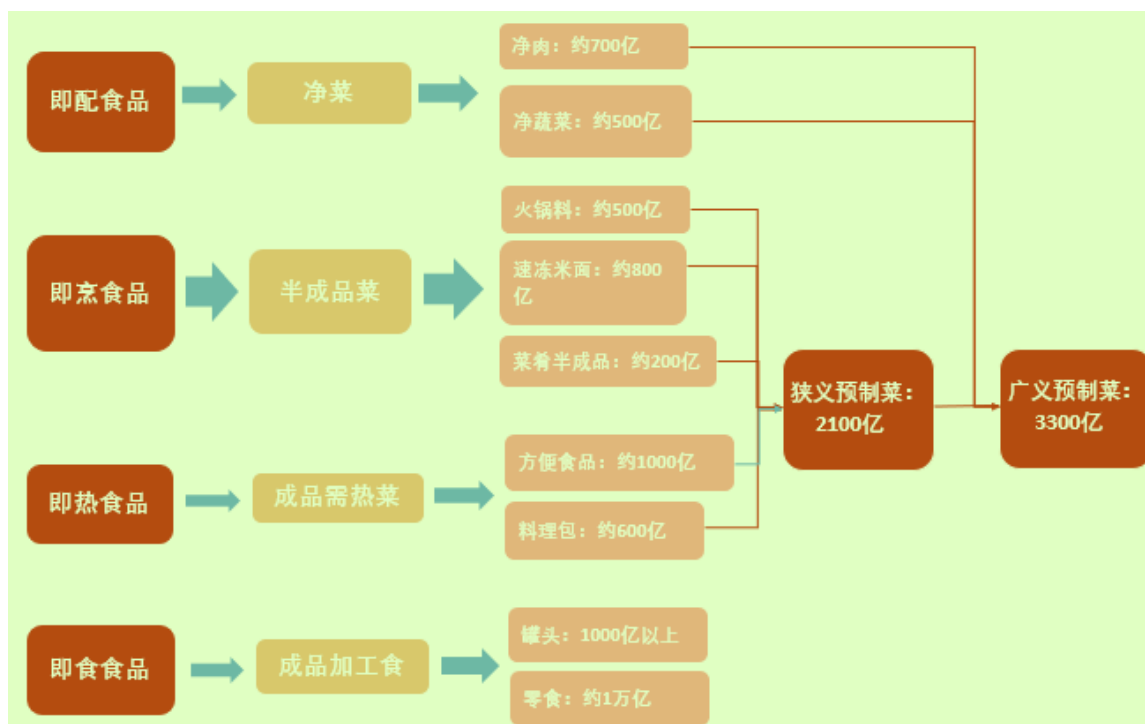 即配食品
净菜
净肉：约700亿
净蔬菜：约500亿
即烹食品
半成品菜
火锅料：约500亿
速冻米面：约800
亿
菜肴半成品：约200亿
狭义预制菜：
2100亿
广义预制菜：
3300亿
即热食品
成品需热菜
方便食品：约1000亿
料理包：约600亿
即食食品
成品加工食
罐头：1000亿以上
零食：约1万亿